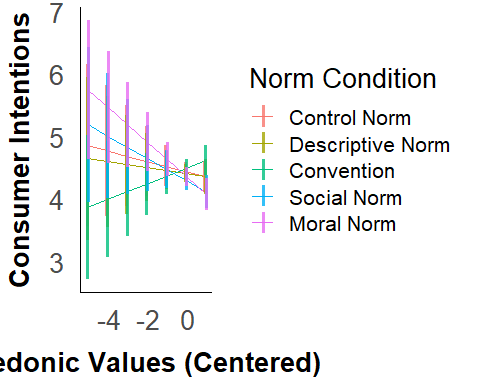 Consumer Intentions
7
6
5
4
3
-4 -2 0
edonic Values (Centered)
Norm Condition
Control Norm
Descriptive Norm
Convention
Social Norm
Moral Norm